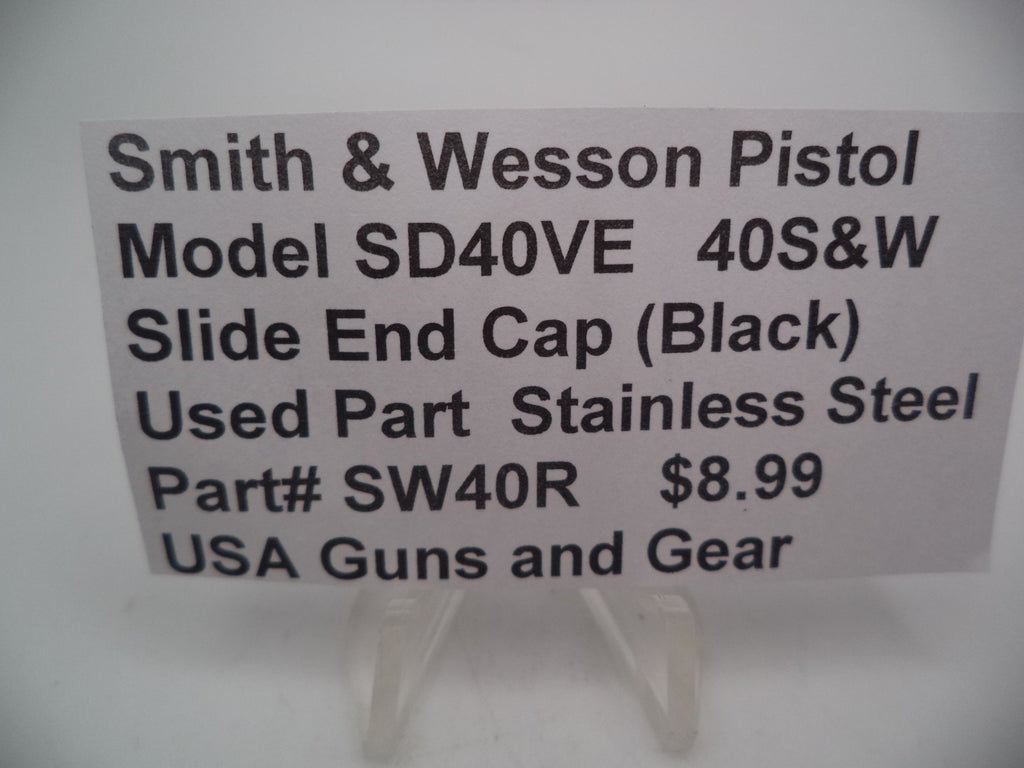 Smith & Wesson Pistol
Model SD40VE 40S&W
Slide End Cap (Black)
Used Part Stainless Steel
Part# SW40R $8.99
USA Guns and Gear